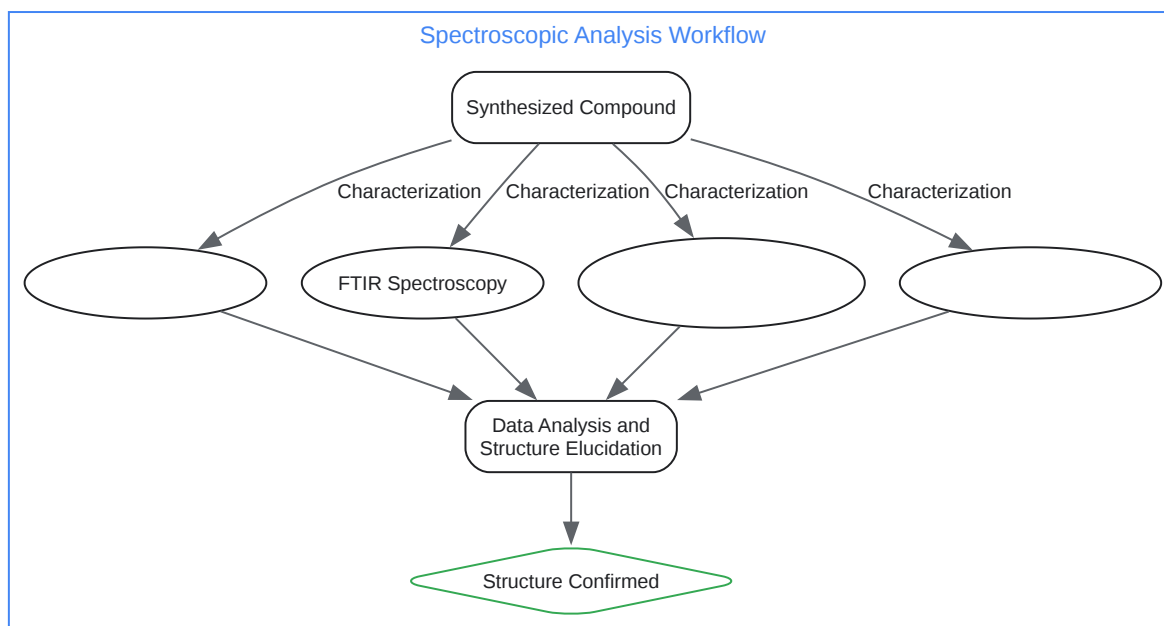 Spectroscopic Analysis Workflow
Synthesized Compound
Characterization
Characterization
Characterization
Characterization
FTIR Spectroscopy
Data Analysis and
Structure Elucidation
Structure Confirmed